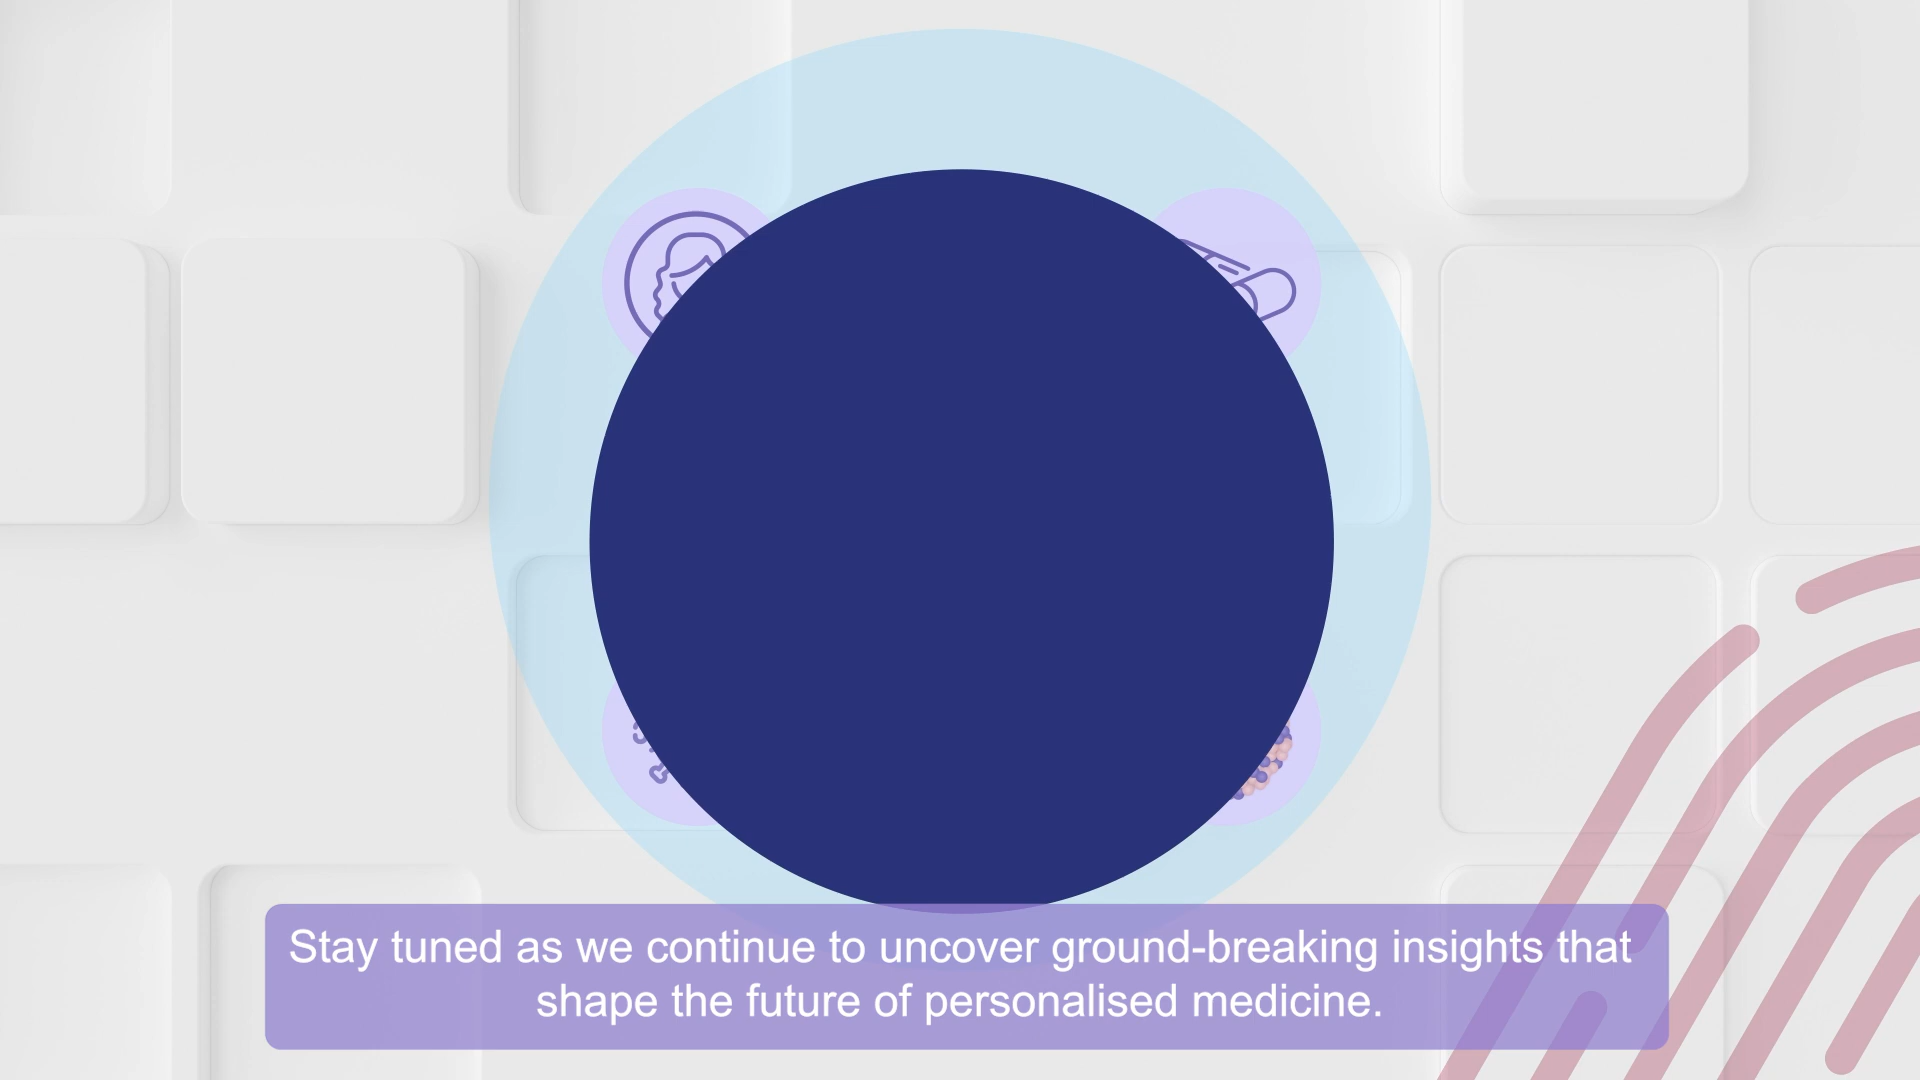 Stay tuned as we continue to uncover ground-breaking insights that
shape the future of personalised medicine.